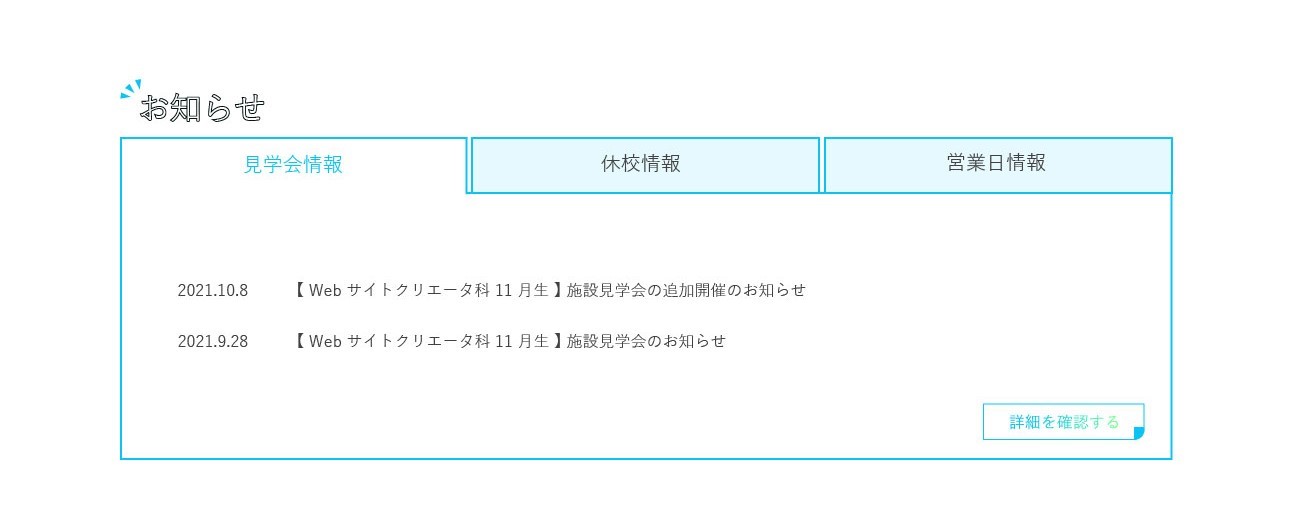 お知らせ
見学会情報
休校情報
営業日情報
2021.10.8 【 Web サイトクリエータ科 11 月生 】施設見学会の追加開催のお知らせ
2021.9.28 【 Web サイトクリエータ科 11 月生 】施設見学会のお知らせ
詳細を確認する